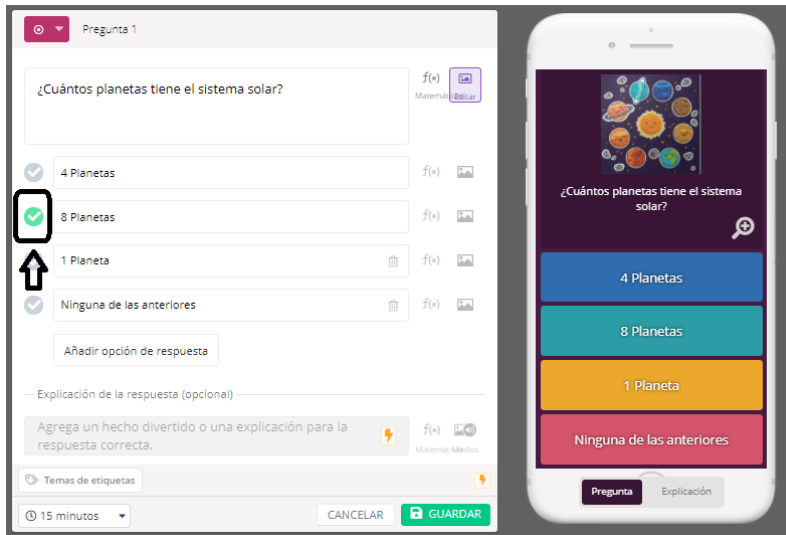 Pregunta 1
¿Cuántos planetas tiene el sistema solar?
f(×)
Editar
4 Planetas
f(×)
8 Planetas
f(×)
1 Planeta
f(×)
Ninguna de las anteriores
f(×)
Añadir opción de respuesta
Explicación de la respuesta (opcional)
Agrega un hecho divertido o una explicación para la
respuesta correcta.
f(×)
Temas de etiquetas
15 minutos
CANCELAR
GUARDAR
¿Cuántos planetas tiene el sistema
solar?
4 Planetas
8 Planetas
1 Planeta
Ninguna de las anteriores
Pregunta
Explicación